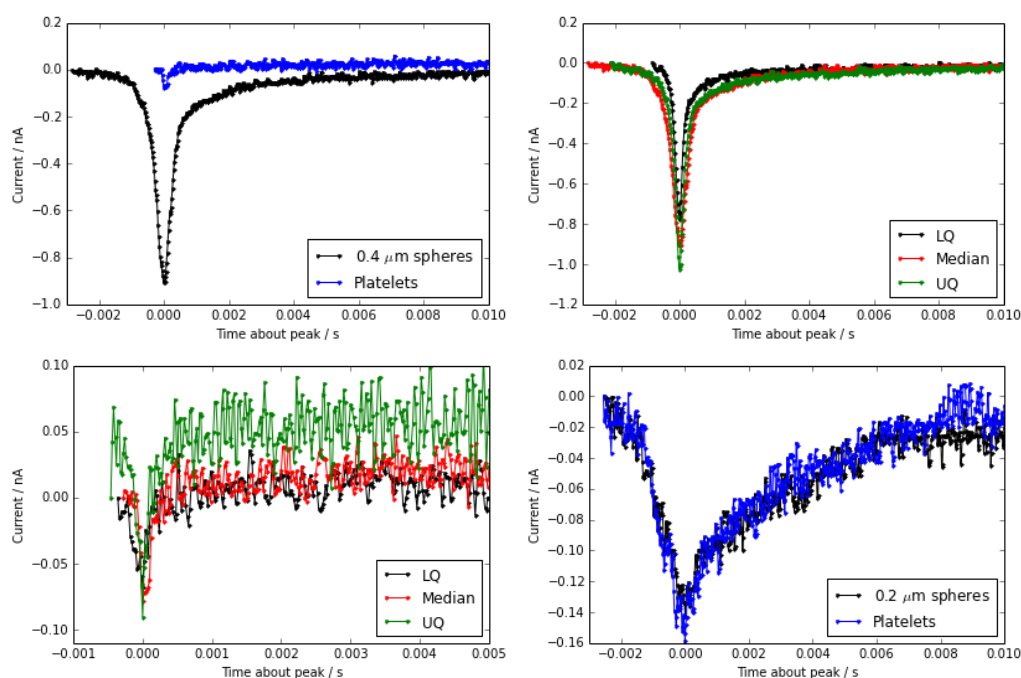 0.2
0.0
−0.2
−0.4
−0.6
−0.8
−1.0
Current / nA
−0.002 0.000 0.002 0.004 0.006 0.008 0.010
Time about peak / s
0.4 μm spheres
Platelets
0.2
0.0
−0.2
−0.4
−0.6
−0.8
−1.0
−1.2
Current / nA
−0.002 0.000 0.002 0.004 0.006 0.008 0.010
Time about peak / s
LQ
Median
UQ
0.10
0.05
0.00
−0.05
−0.10
Current / nA
−0.001 0.000 0.001 0.002 0.003 0.004 0.005
Time about peak / s
LQ
Median
UQ
0.02
0.00
−0.02
−0.04
−0.06
−0.08
−0.10
−0.12
−0.14
−0.16
Current / nA
−0.002 0.000 0.002 0.004 0.006 0.008 0.010
Time about peak / s
0.2 μm spheres
Platelets